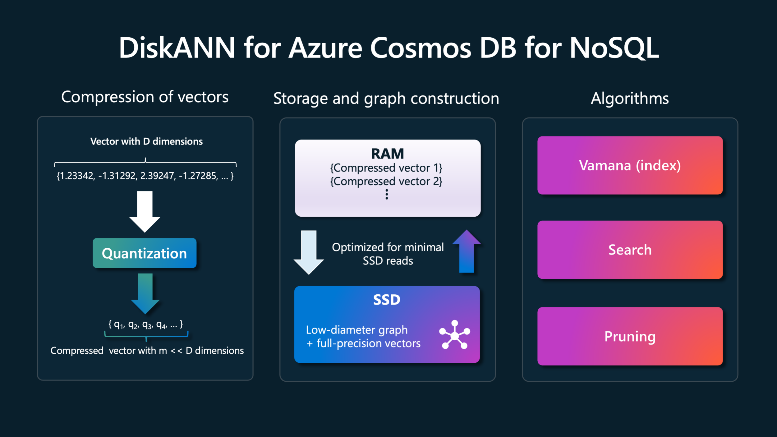 DiskANN for Azure Cosmos DB for NoSQL
Compression of vectors
Vector with D dimensions
{1.23342, -1.31292, 2.39247, -1.27285, ... }
Quantization
{ q₁, q₂, q₃, q₄, ... }
Compressed vector with m << D dimensions
Storage and graph construction
RAM
{Compressed vector 1}
{Compressed vector 2}
⋮
Optimized for minimal
SSD reads
SSD
Low-diameter graph
+ full-precision vectors
Algorithms
Vamana (index)
Search
Pruning